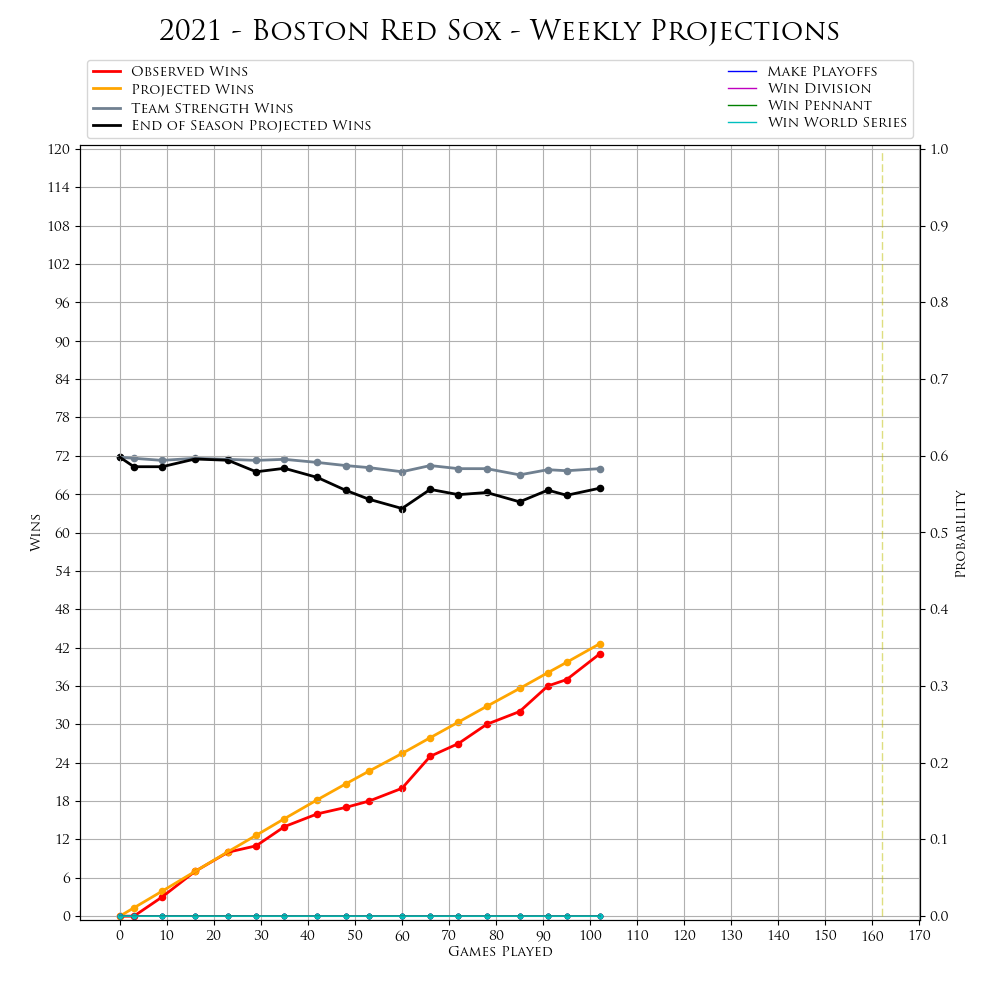 2021 - Boston Red Sox - Weekly Projections
Observed Wins
Projected Wins
Team Strength Wins
End of Season Projected Wins
Make Playoffs
Win Division
Win Pennant
Win World Series
120
114
108
102
96
90
84
78
72
66
60
54
48
42
36
30
24
18
12
6
0
Wins
1.0
0.9
0.8
0.7
0.6
0.5
0.4
0.3
0.2
0.1
0.0
Probability
0 10 20 30 40 50 60 70 80 90 100 110 120 130 140 150 160 170
Games Played